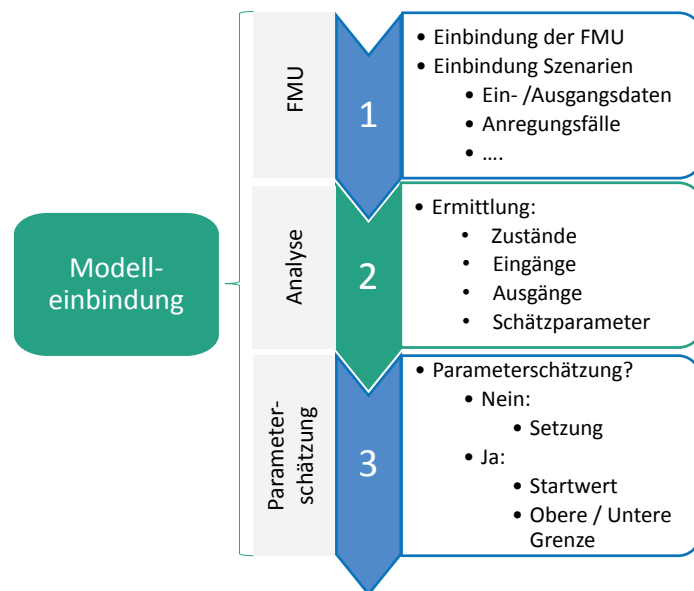 Modell-
einbindung
FMU
1
• Einbindung der FMU
• Einbindung Szenarien
• Ein- /Ausgangsdaten
• Anregungsfälle
• ....
Analyse
2
• Ermittlung:
• Zustände
• Eingänge
• Ausgänge
• Schätzparameter
Parameter-
schätzung
3
• Parameterschätzung?
• Nein:
• Setzung
• Ja:
• Startwert
• Obere / Untere
Grenze